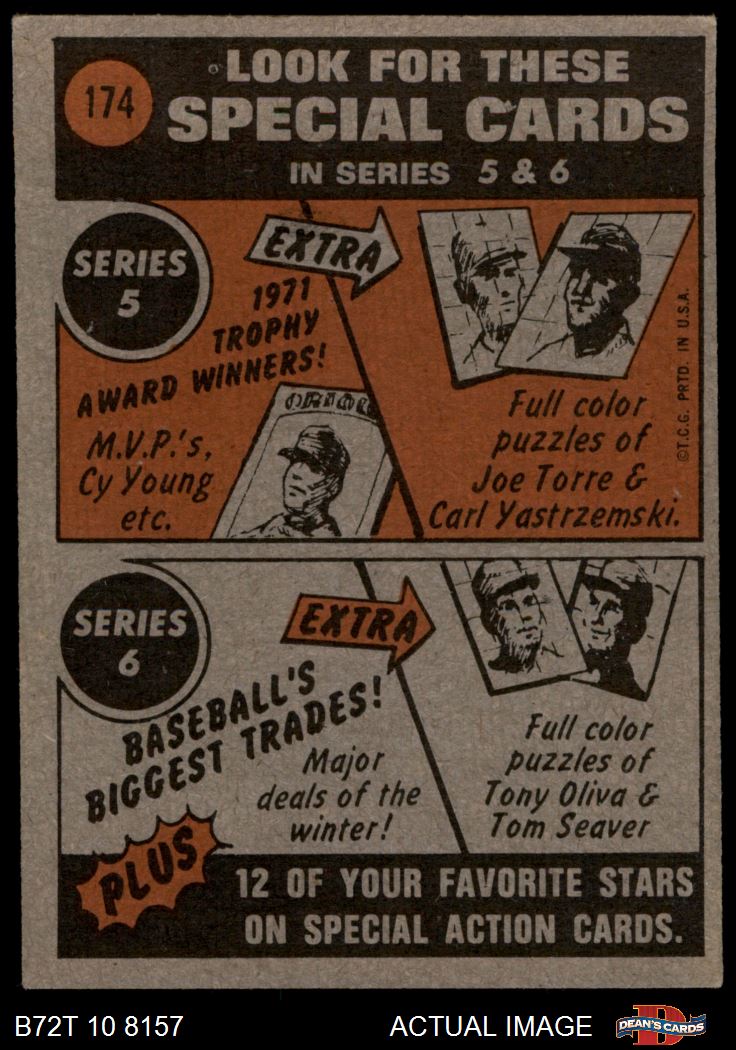 174
LOOK FOR THESE
SPECIAL CARDS
IN SERIES 5 & 6
SERIES
5
EXTRA
1971
TROPHY
AWARD WINNERS!
M.V.P.'s,
Cy Young
etc.
ORIOL
Full color
puzzles of
Joe Torre &
Carl Yastrzemski.
©T.C.G. PRTD. IN U.S.A.
SERIES
6
EXTRA
BASEBALL'S
BIGGEST TRADES!
Major
deals of the
winter!
Full color
puzzles of
Tony Oliva &
Tom Seaver
PLUS
12 OF YOUR FAVORITE STARS
ON SPECIAL ACTION CARDS.
B72T 10 8157
ACTUAL IMAGE
D
DEAN'S CARDS